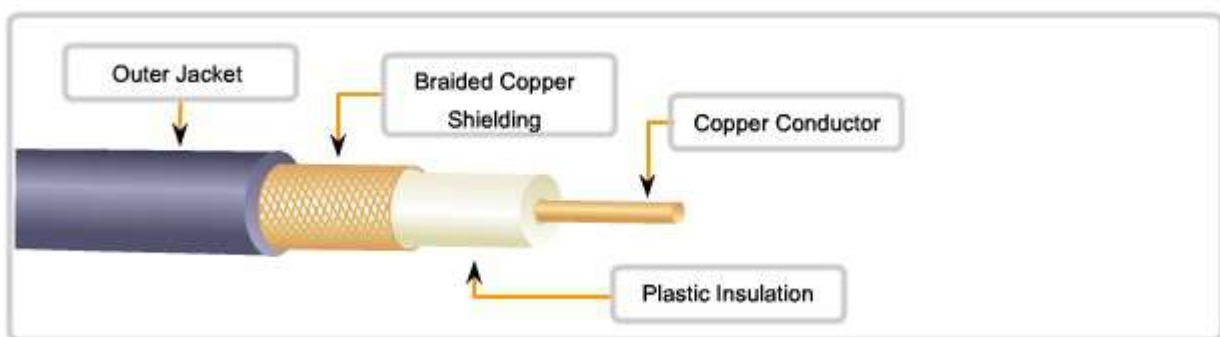 Outer Jacket
Braided Copper
Shielding
Copper Conductor
Plastic Insulation